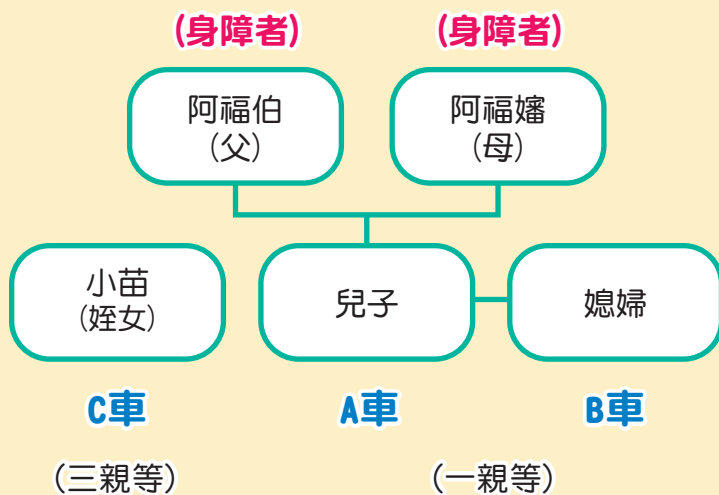 (身障者) (身障者)
阿福伯
(父)
阿福嬸
(母)
小苗
(姪女)
兒子
媳婦
C車 A車 B車
(三親等) (一親等)